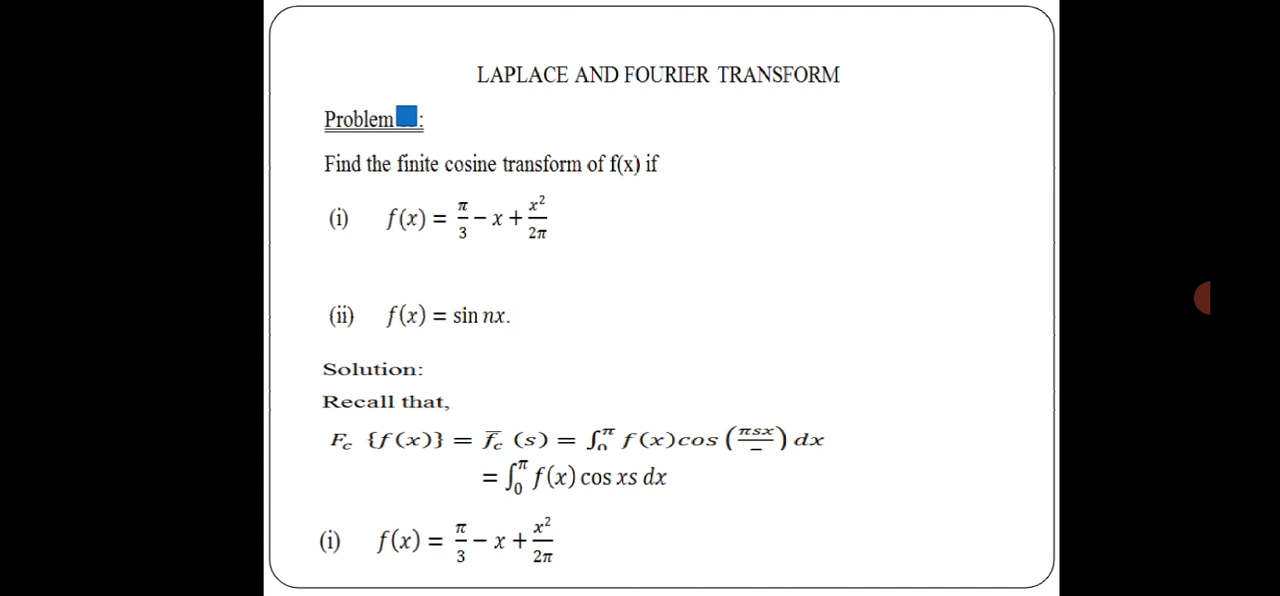 LAPLACE AND FOURIER TRANSFORM
Problem :
Find the finite cosine transform of f(x) if
(i) f(x) = π/3 − x + x²/2π
(ii) f(x) = sin nx.
Solution:
Recall that,
F_c {f(x)} = f̅_c (s) = ∫₀^π f(x)cos (πsx/) dx
= ∫₀^π f(x) cos xs dx
(i) f(x) = π/3 − x + x²/2π